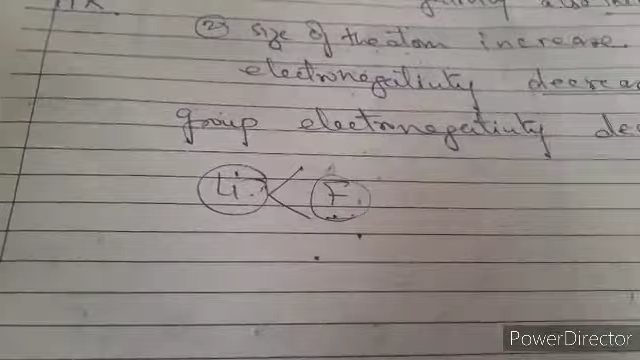 (2) size of the atom increase.
electronegativity decrea
group electronegativity de
Li < F
PowerDirector